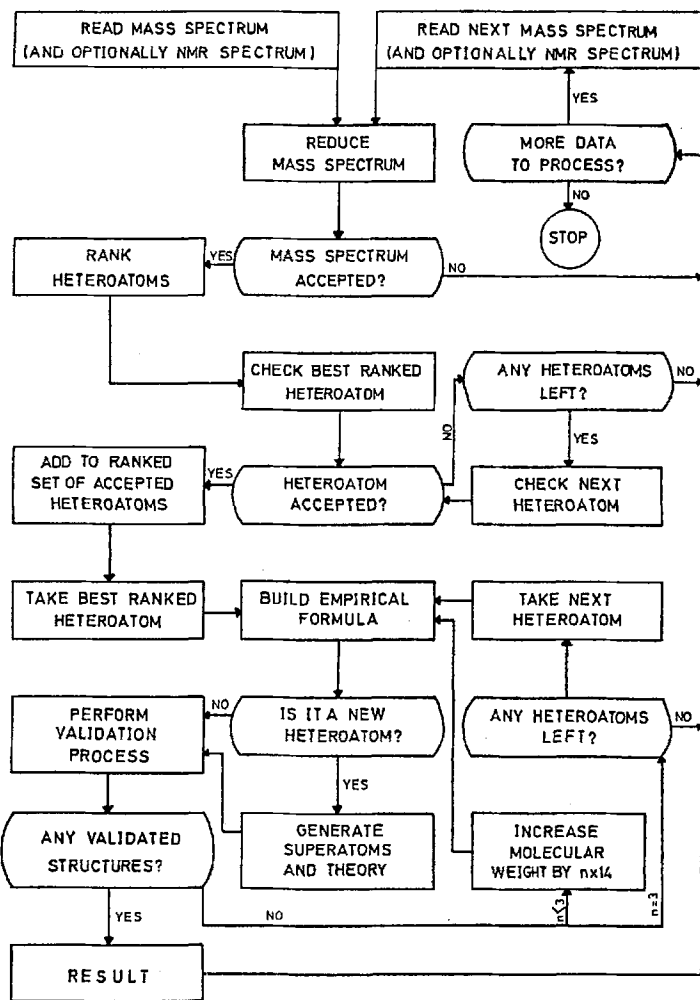 READ MASS SPECTRUM
(AND OPTIONALLY NMR SPECTRUM)
READ NEXT MASS SPECTRUM
(AND OPTIONALLY NMR SPECTRUM)
YES
REDUCE
MASS SPECTRUM
MORE DATA
TO PROCESS?
NO
STOP
RANK
HETEROATOMS
YES
MASS SPECTRUM
ACCEPTED?
NO
CHECK BEST RANKED
HETEROATOM
ANY HETEROATOMS
LEFT?
NO
NO
YES
ADD TO RANKED
SET OF ACCEPTED
HETEROATOMS
YES
HETEROATOM
ACCEPTED?
CHECK NEXT
HETEROATOM
TAKE BEST RANKED
HETEROATOM
BUILD EMPIRICAL
FORMULA
TAKE NEXT
HETEROATOM
PERFORM
VALIDATION
PROCESS
NO
IS IT A NEW
HETEROATOM?
ANY HETEROATOMS
LEFT?
NO
YES
ANY VALIDATED
STRUCTURES?
GENERATE
SUPERATOMS
AND THEORY
INCREASE
MOLECULAR
WEIGHT BY n×14
YES
NO
n<3
n=3
RESULT